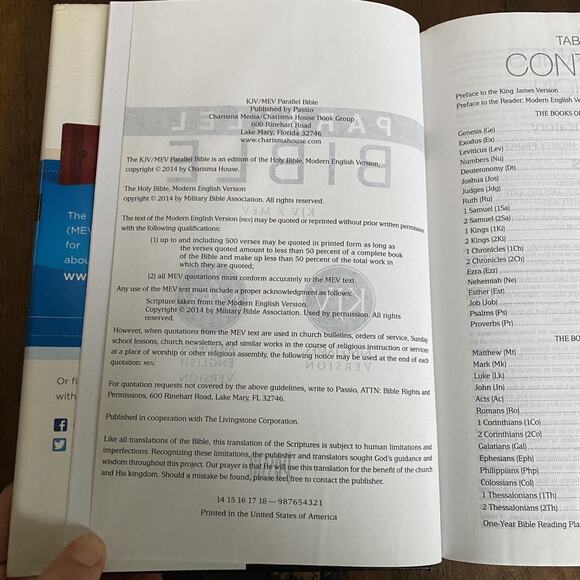 The
(MEV
for
abou
ww
Or fi
with
KJV/MEV Parallel Bible
Published by Passio
Charisma Media/Charisma House Book Group
600 Rinehart Road
Lake Mary, Florida 32746
www.charismahouse.com
The KJV/MEV Parallel Bible is an edition of the Holy Bible, Modern English Version,
copyright © 2014 by Charisma House.
The Holy Bible, Modern English Version
copyright © 2014 by Military Bible Association. All rights reserved.
The text of the Modern English Version (MEV) may be quoted or reprinted without prior written permission
with the following qualifications:
(1) up to and including 500 verses may be quoted in printed form as long as
the verses quoted amount to less than 50 percent of a complete book
of the Bible and make up less than 50 percent of the total work in
which they are quoted;
(2) all MEV quotations must conform accurately to the MEV text.
Any use of the MEV text must include a proper acknowledgment as follows:
Scripture taken from the Modern English Version.
Copyright © 2014 by Military Bible Association. Used by permission. All rights
reserved.
However, when quotations from the MEV text are used in church bulletins, orders of service, Sunday
school lessons, church newsletters, and similar works in the course of religious instruction or services
at a place of worship or other religious assembly, the following notice may be used at the end of each
quotation: MEV.
For quotation requests not covered by the above guidelines, write to Passio, ATTN: Bible Rights and
Permissions, 600 Rinehart Road, Lake Mary, FL 32746.
Published in cooperation with The Livingstone Corporation.
Like all translations of the Bible, this translation of the Scriptures is subject to human limitations and
imperfections. Recognizing these limitations, the publisher and translators sought God's guidance and
wisdom throughout this project. Our prayer is that He will use this translation for the benefit of the church
and His kingdom. Should a mistake be found, please feel free to contact the publisher.
14 15 16 17 18 — 987654321
Printed in the United States of America
TAB
CONT
Preface to the King James Version
Preface to the Reader: Modern English Ve
THE BOOKS OF
Genesis (Ge)
Exodus (Ex)
Leviticus (Lev)
Numbers (Nu)
Deuteronomy (Dt)
Joshua (Jos)
Judges (Jdg)
Ruth (Ru)
1 Samuel (1Sa)
2 Samuel (2Sa)
1 Kings (1Ki)
2 Kings (2Ki)
1 Chronicles (1Ch)
2 Chronicles (2Ch)
Ezra (Ezr)
Nehemiah (Ne)
Esther (Est)
Job (Job)
Psalms (Ps)
Proverbs (Pr)
THE BO
Matthew (Mt)
Mark (Mk)
Luke (Lk)
John (Jn)
Acts (Ac)
Romans (Ro)
1 Corinthians (1Co)
2 Corinthians (2Co)
Galatians (Gal)
Ephesians (Eph)
Philippians (Php)
Colossians (Col)
1 Thessalonians (1Th)
2 Thessalonians (2Th)
One-Year Bible Reading Pla